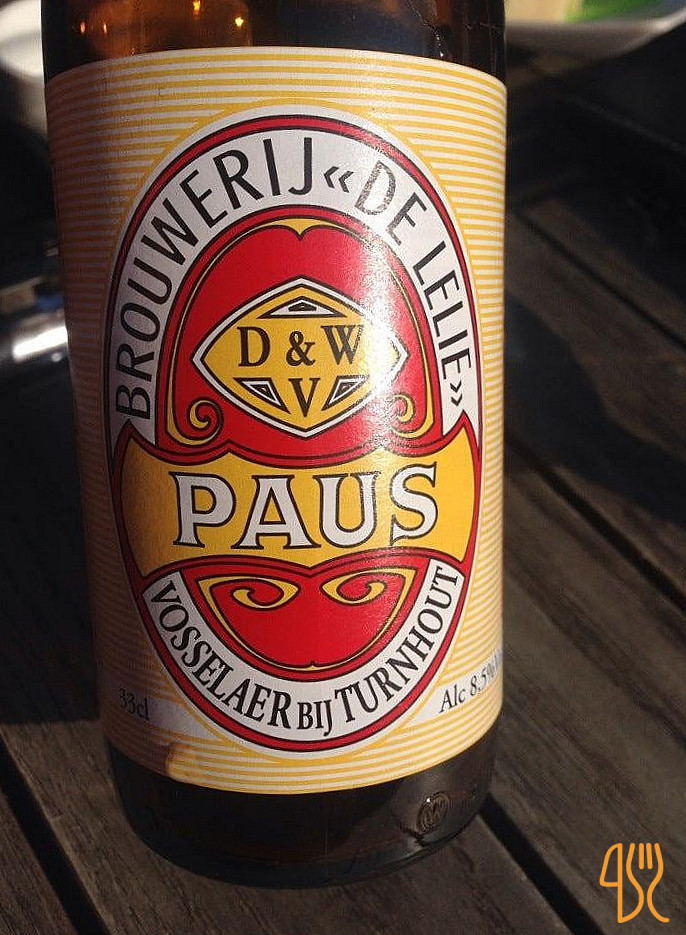 BROUWERIJ «DE LELIE»
D & W
V
PAUS
VOSSELAER BIJ TURNHOUT
33cl
Alc 8.5%